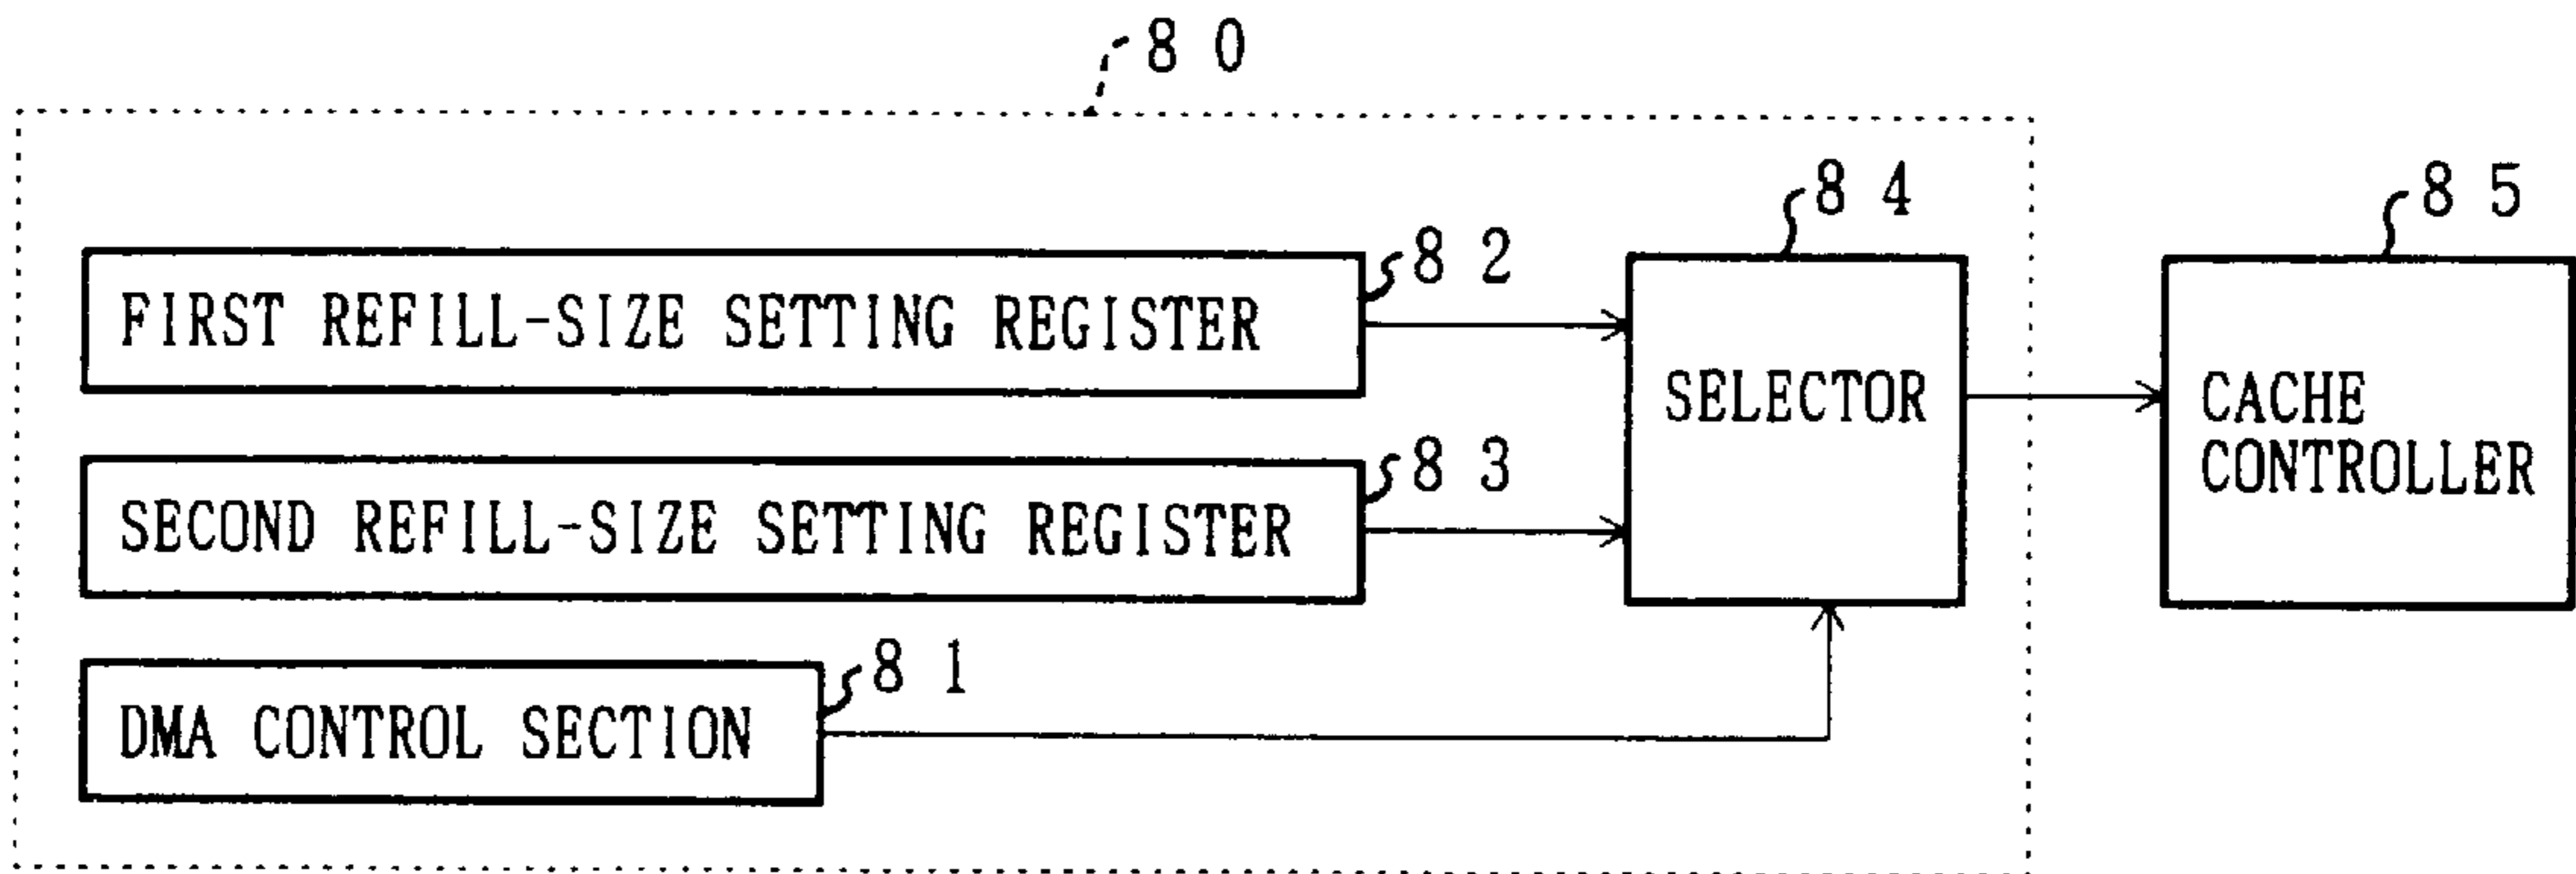 80
84
85
82
FIRST REFILL-SIZE SETTING REGISTER
SELECTOR
CACHE
CONTROLLER
83
SECOND REFILL-SIZE SETTING REGISTER
81
DMA CONTROL SECTION